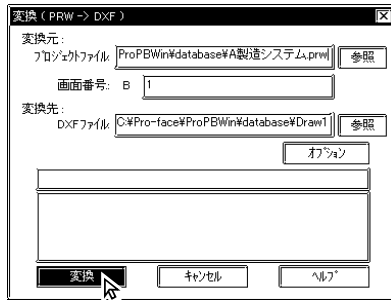 変換(PRW -> DXF)
変換元:
プロジェクトファイル ProPBWin¥database¥A製造システム.prw 参照
画面番号: B 1
変換先:
DXFファイル C:¥Pro-face¥ProPBWin¥database¥Draw1 参照
オプション
変換 キャンセル ヘルプ